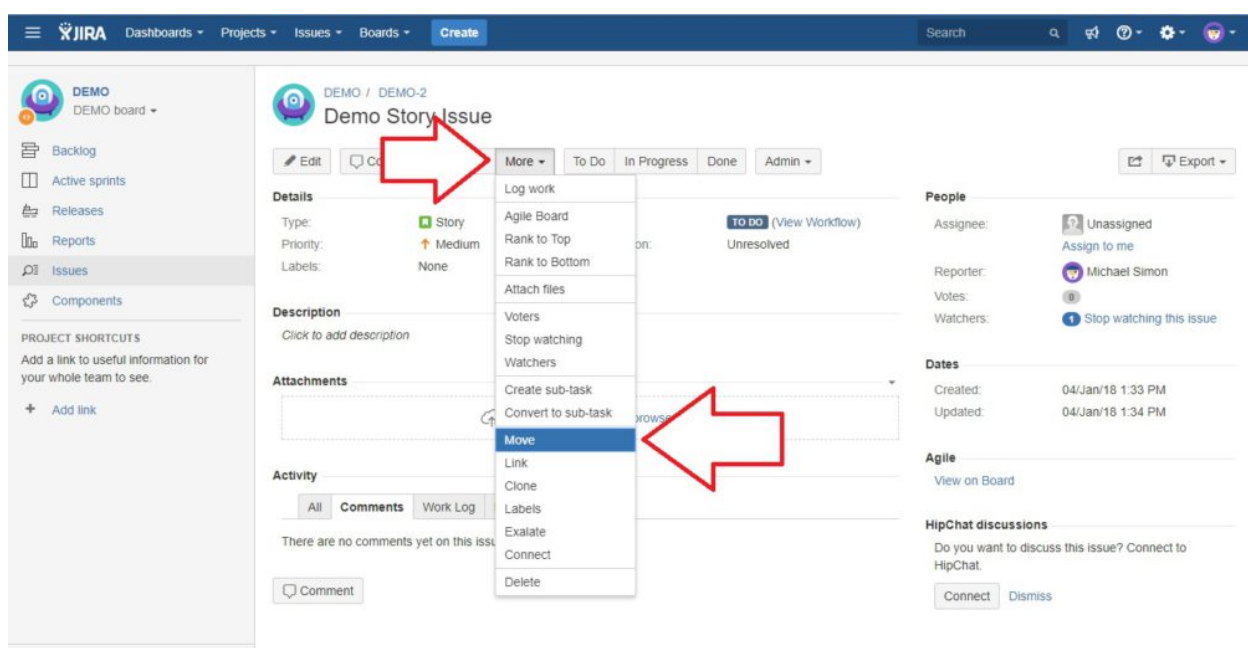 JIRA Dashboards Projects Issues Boards Create Search
DEMO
DEMO board
Backlog
Active sprints
Releases
Reports
Issues
Components
PROJECT SHORTCUTS
Add a link to useful information for
your whole team to see.
+ Add link
DEMO / DEMO-2
Demo Story Issue
Edit More To Do In Progress Done Admin Export
Details
Type: Story TO DO (View Workflow)
Priority: Medium Unresolved
Labels: None
Description
Click to add description
Attachments
Activity
All Comments Work Log
There are no comments yet on this
Comment
Log work
Agile Board
Rank to Top
Rank to Bottom
Attach files
Voters
Stop watching
Watchers
Create sub-task
Convert to sub-task
Move
Link
Clone
Labels
Exalate
Connect
Delete
People
Assignee: Unassigned
Assign to me
Reporter: Michael Simon
Votes: 0
Watchers: 1 Stop watching this issue
Dates
Created: 04/Jan/18 1:33 PM
Updated: 04/Jan/18 1:34 PM
Agile
View on Board
HipChat discussions
Do you want to discuss this issue? Connect to
HipChat.
Connect Dismiss